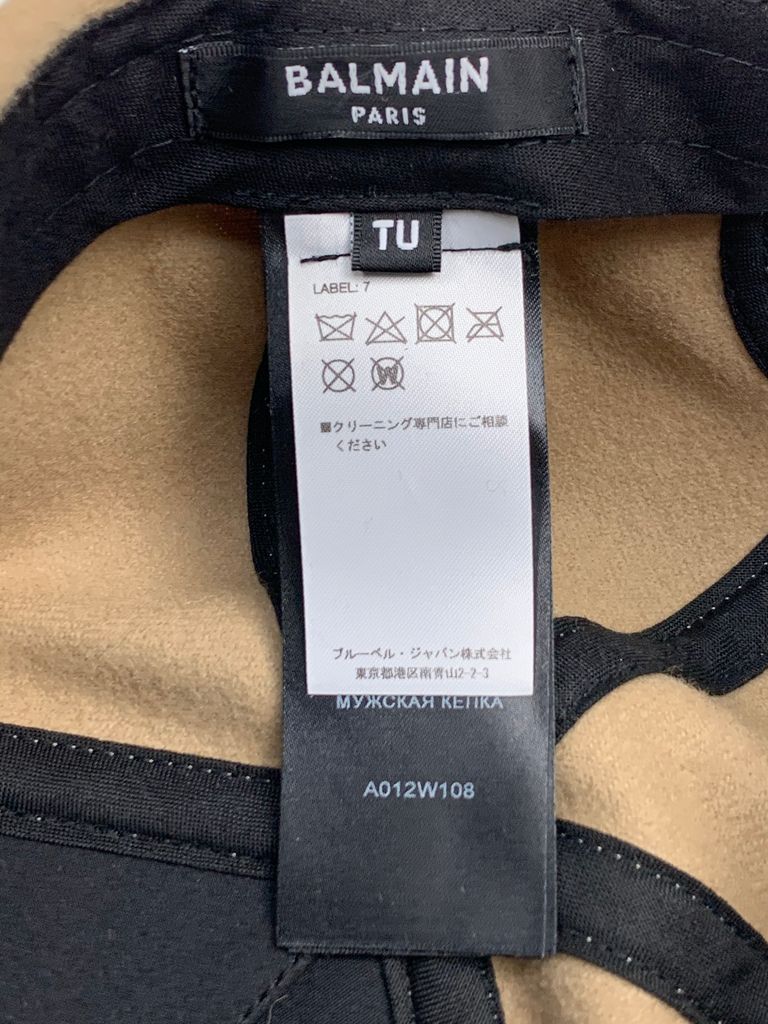 BALMAIN
PARIS
TU
LABEL: 7
W
※クリーニング専門店にご相談
ください
ブルーベル・ジャパン株式会社
東京都港区南青山2-2-3
МУЖСКАЯ КЕПКА
A012W108